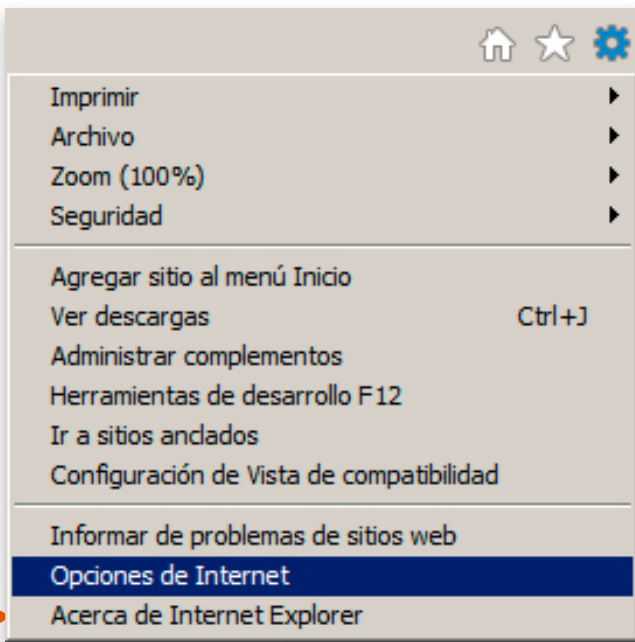 Imprimir
Archivo
Zoom (100%)
Seguridad
Agregar sitio al menú Inicio
Ver descargas Ctrl+J
Administrar complementos
Herramientas de desarrollo F12
Ir a sitios anclados
Configuración de Vista de compatibilidad
Informar de problemas de sitios web
Opciones de Internet
Acerca de Internet Explorer